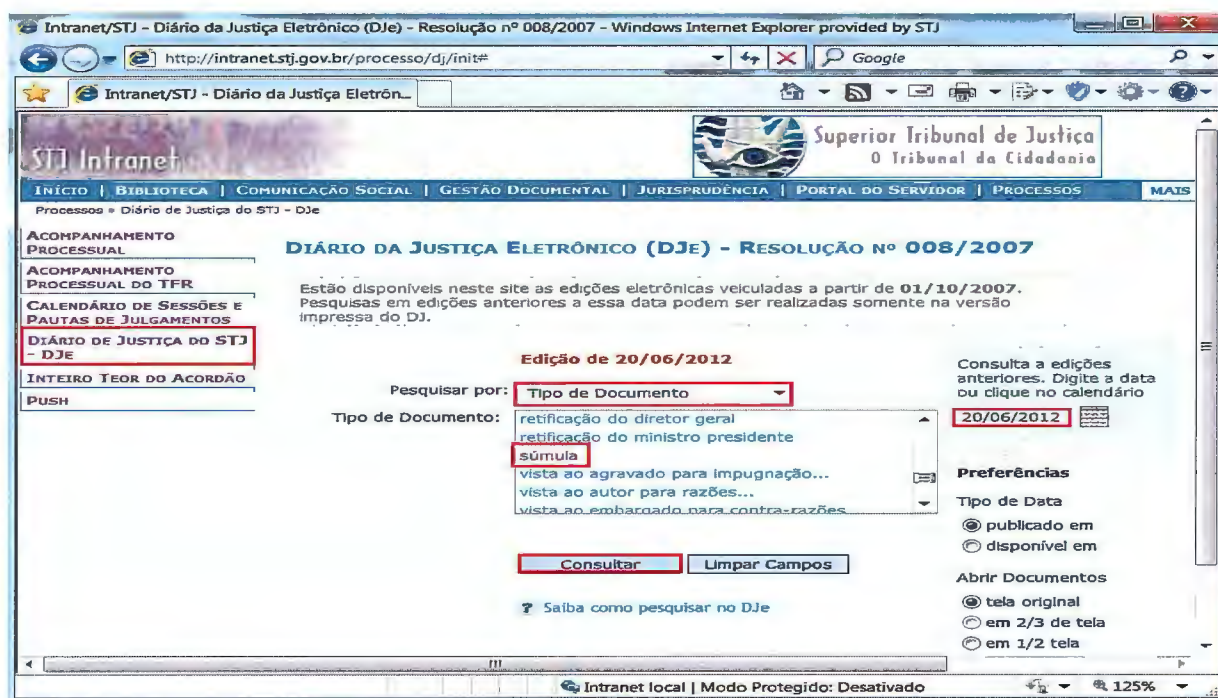 Intranet/STJ - Diário da Justiça Eletrônico (DJe) - Resolução nº 008/2007 - Windows Internet Explorer provided by STJ
http://intranet.stj.gov.br/processo/dj/init#
Google
Intranet/STJ - Diário da Justiça Eletrôn...
STJ Intranet
Superior Tribunal de Justiça
O Tribunal da Cidadania
INÍCIO | BIBLIOTECA | COMUNICAÇÃO SOCIAL | GESTÃO DOCUMENTAL | JURISPRUDÊNCIA | PORTAL DO SERVIDOR | PROCESSOS MAIS
Processos » Diário de Justiça do STJ - DJe
ACOMPANHAMENTO
PROCESSUAL
ACOMPANHAMENTO
PROCESSUAL DO TFR
CALENDÁRIO DE SESSÕES E
PAUTAS DE JULGAMENTOS
DIÁRIO DE JUSTIÇA DO STJ
- DJE
INTEIRO TEOR DO ACORDÃO
PUSH
DIÁRIO DA JUSTIÇA ELETRÔNICO (DJE) - RESOLUÇÃO Nº 008/2007
Estão disponíveis neste site as edições eletrônicas veiculadas a partir de 01/10/2007.
Pesquisas em edições anteriores a essa data podem ser realizadas somente na versão
impressa do DJ.
Edição de 20/06/2012
Pesquisar por: Tipo de Documento
Tipo de Documento: retificação do diretor geral
retificação do ministro presidente
súmula
vista ao agravado para impugnação...
vista ao autor para razões...
vista ao embargado para contra-razões
Consultar Limpar Campos
? Saiba como pesquisar no DJe
Consulta a edições
anteriores. Digite a data
ou clique no calendário
20/06/2012
Preferências
Tipo de Data
publicado em
disponível em
Abrir Documentos
tela original
em 2/3 de tela
em 1/2 tela
Intranet local | Modo Protegido: Desativado 125%